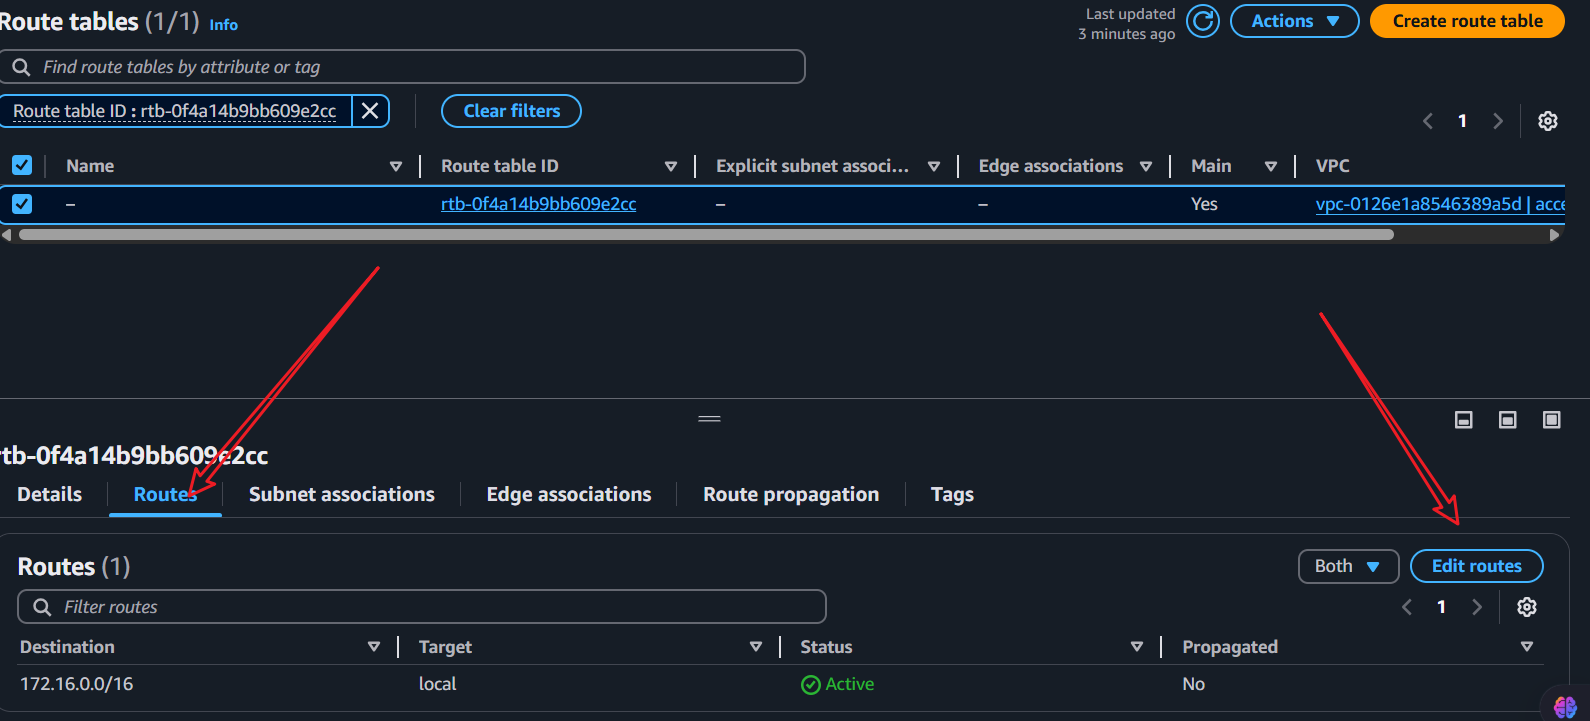 Route tables (1/1) Info
Last updated
3 minutes ago
Actions
Create route table
Find route tables by attribute or tag
Route table ID : rtb-0f4a14b9bb609e2cc
Clear filters
1
Name Route table ID Explicit subnet associ... Edge associations Main VPC
– rtb-0f4a14b9bb609e2cc – – Yes vpc-0126e1a8546389a5d | acce
rtb-0f4a14b9bb609e2cc
Details Routes Subnet associations Edge associations Route propagation Tags
Routes (1)
Both
Edit routes
Filter routes
1
Destination Target Status Propagated
172.16.0.0/16 local Active No